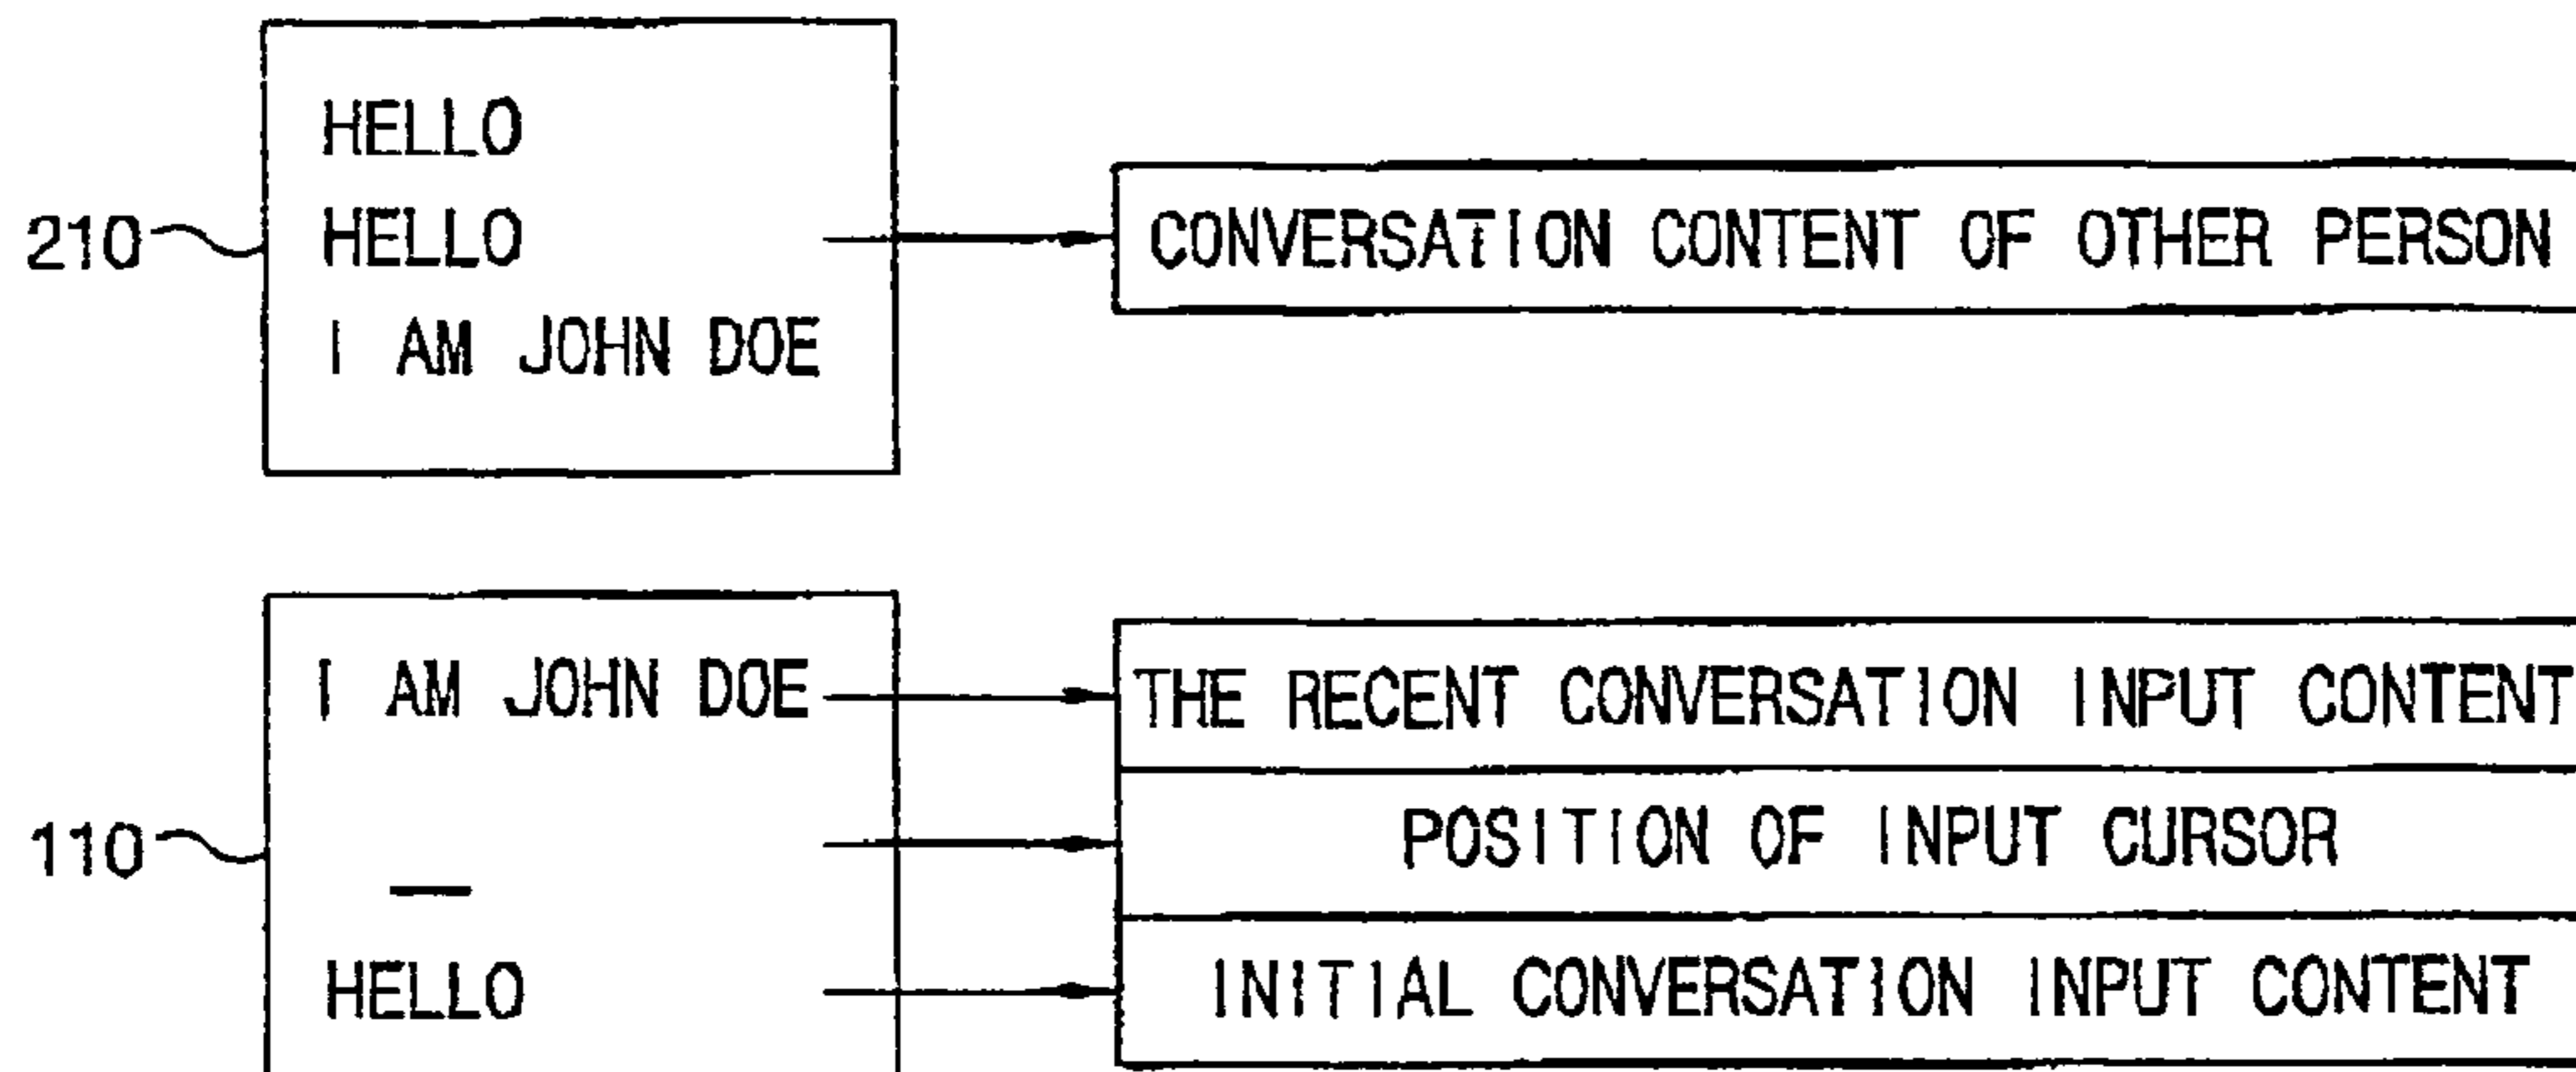 HELLO
210
HELLO
CONVERSATION CONTENT OF OTHER PERSON
I AM JOHN DOE
I AM JOHN DOE
THE RECENT CONVERSATION INPUT CONTENT
110
POSITION OF INPUT CURSOR
HELLO
INITIAL CONVERSATION INPUT CONTENT